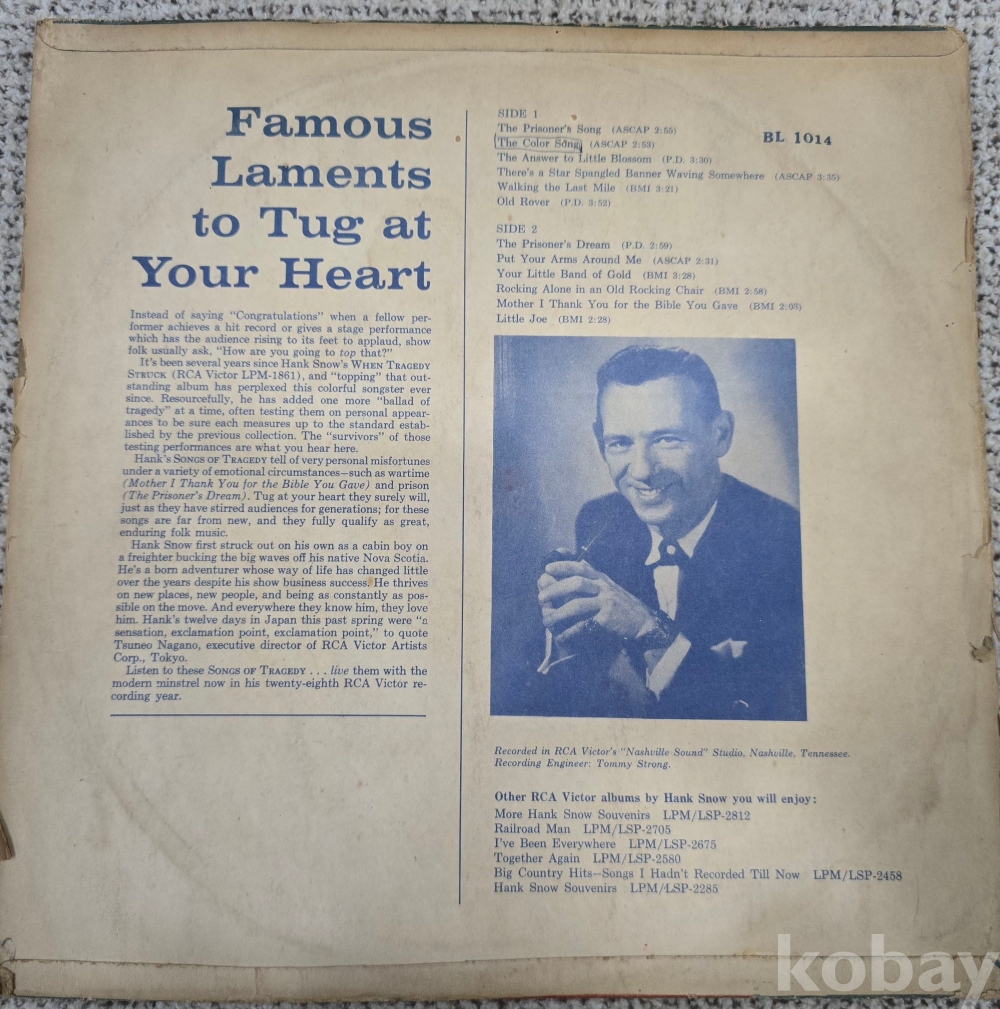 Famous
Laments
to Tug at
Your Heart
Instead of saying “Congratulations” when a fellow per-
former achieves a hit record or gives a stage performance
which has the audience rising to its feet to applaud, show
folk usually ask, “How are you going to top that?”
It's been several years since Hank Snow's WHEN TRAGEDY
STRUCK (RCA Victor LPM-1861), and “topping” that out-
standing album has perplexed this colorful songster ever
since. Resourcefully, he has added one more “ballad of
tragedy” at a time, often testing them on personal appear-
ances to be sure each measures up to the standard estab-
lished by the previous collection. The “survivors” of those
testing performances are what you hear here.
Hank's SONGS OF TRAGEDY tell of very personal misfortunes
under a variety of emotional circumstances—such as wartime
(Mother I Thank You for the Bible You Gave) and prison
(The Prisoner's Dream). Tug at your heart they surely will,
just as they have stirred audiences for generations; for these
songs are far from new, and they fully qualify as great,
enduring folk music.
Hank Snow first struck out on his own as a cabin boy on
a freighter bucking the big waves off his native Nova Scotia.
He's a born adventurer whose way of life has changed little
over the years despite his show business success. He thrives
on new places, new people, and being as constantly as pos-
sible on the move. And everywhere they know him, they love
him. Hank's twelve days in Japan this past spring were “a
sensation, exclamation point, exclamation point,” to quote
Tsuneo Nagano, executive director of RCA Victor Artists
Corp., Tokyo.
Listen to these SONGS OF TRAGEDY . . . live them with the
modern minstrel now in his twenty-eighth RCA Victor re-
cording year.
BL 1014
SIDE 1
The Prisoner's Song (ASCAP 2:55)
The Color Song (ASCAP 2:53)
The Answer to Little Blossom (P.D. 3:30)
There's a Star Spangled Banner Waving Somewhere (ASCAP 3:35)
Walking the Last Mile (BMI 3:21)
Old Rover (P.D. 3:52)
SIDE 2
The Prisoner's Dream (P.D. 2:59)
Put Your Arms Around Me (ASCAP 2:31)
Your Little Band of Gold (BMI 3:28)
Rocking Alone in an Old Rocking Chair (BMI 2:58)
Mother I Thank You for the Bible You Gave (BMI 2:03)
Little Joe (BMI 2:28)
Recorded in RCA Victor's “Nashville Sound” Studio, Nashville, Tennessee.
Recording Engineer: Tommy Strong.
Other RCA Victor albums by Hank Snow you will enjoy:
More Hank Snow Souvenirs LPM/LSP-2812
Railroad Man LPM/LSP-2705
I've Been Everywhere LPM/LSP-2675
Together Again LPM/LSP-2580
Big Country Hits—Songs I Hadn't Recorded Till Now LPM/LSP-2458
Hank Snow Souvenirs LPM/LSP-2285
kobay